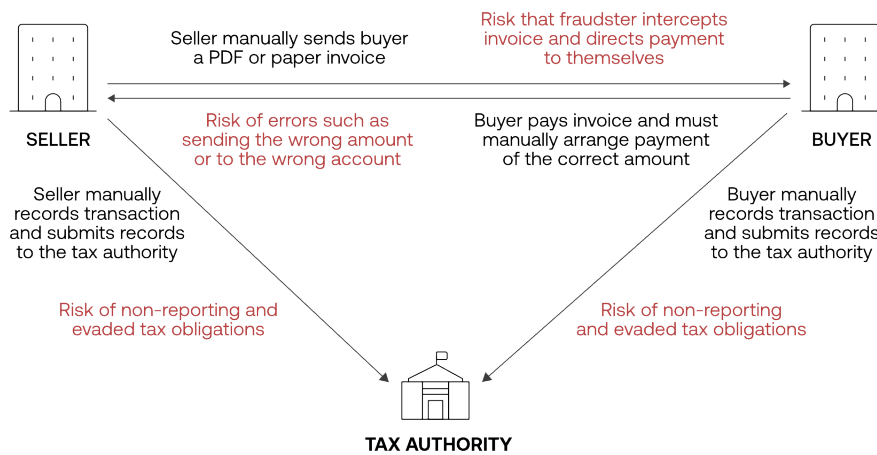 Seller manually sends buyer
a PDF or paper invoice
Risk that fraudster intercepts
invoice and directs payment
to themselves
SELLER
Risk of errors such as
sending the wrong amount
or to the wrong account
Buyer pays invoice and must
manually arrange payment
of the correct amount
BUYER
Seller manually
records transaction
and submits records
to the tax authority
Buyer manually
records transaction
and submits records
to the tax authority
Risk of non-reporting and
evaded tax obligations
Risk of non-reporting
and evaded tax obligations
TAX AUTHORITY